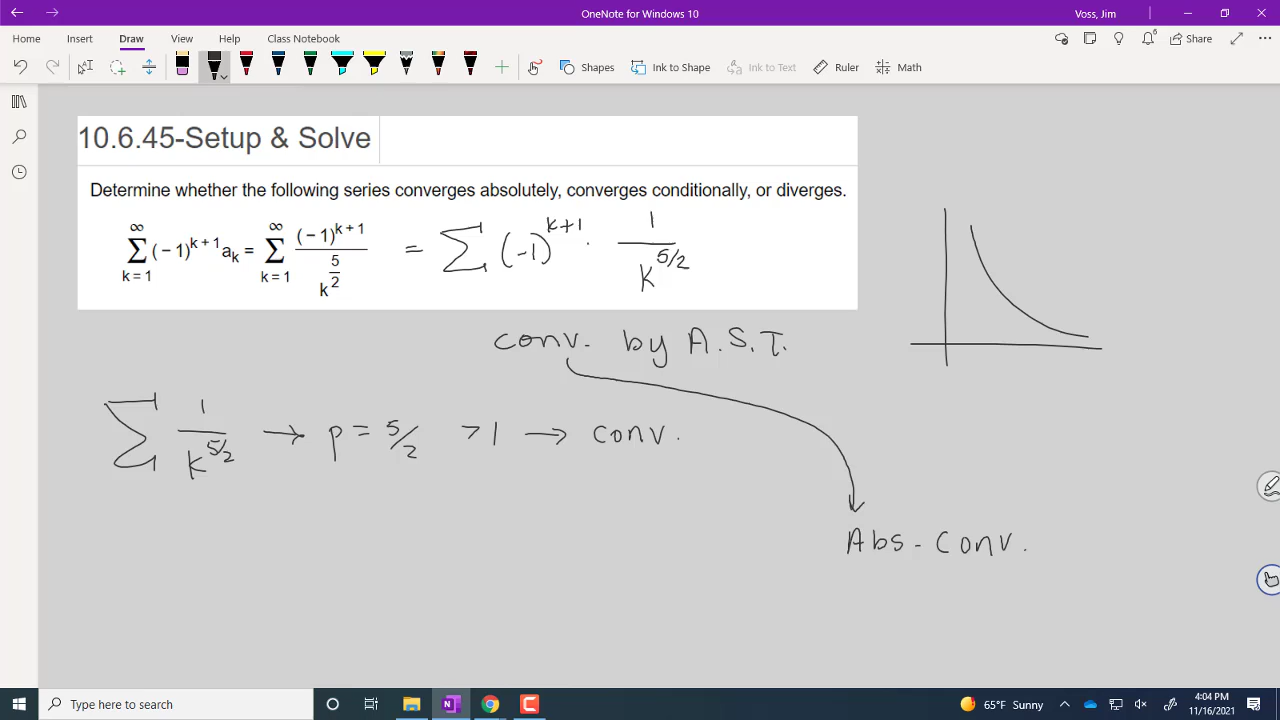 OneNote for Windows 10
Voss, Jim
Home Insert Draw View Help Class Notebook
Share
Shapes Ink to Shape Ink to Text Ruler Math
10.6.45-Setup & Solve
Determine whether the following series converges absolutely, converges conditionally, or diverges.
∞ ∑ k = 1 (−1)^{k+1} a_k = ∞ ∑ k = 1 (−1)^{k+1} / k^{5/2} = ∑ (−1)^{k+1} · 1 / k^{5/2}
conv. by A.S.T.
∑ 1 / k^{5/2} → p = 5/2 > 1 → conv.
Abs-Conv.
Type here to search
65°F Sunny
4:04 PM
11/16/2021